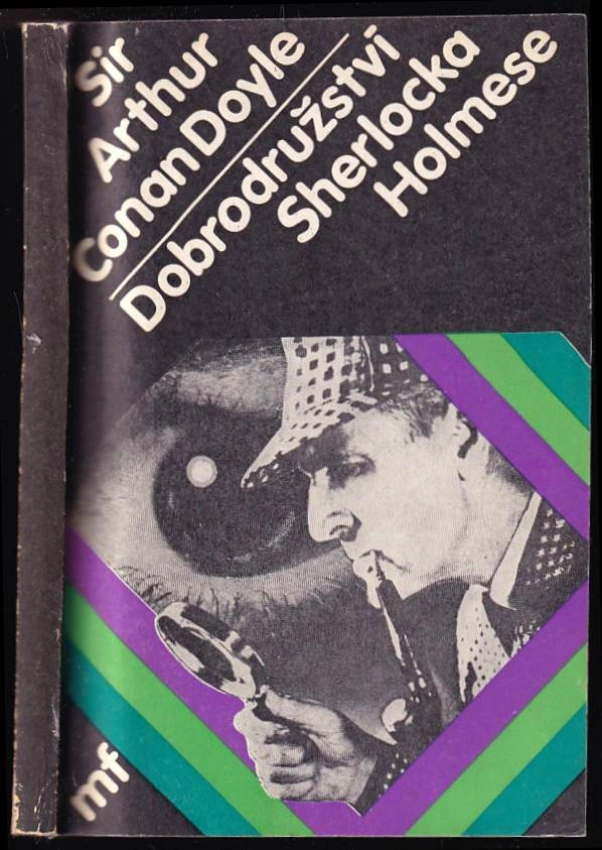 Sir
Arthur
Conan Doyle
Dobrodružství
Sherlocka
Holmese
mf